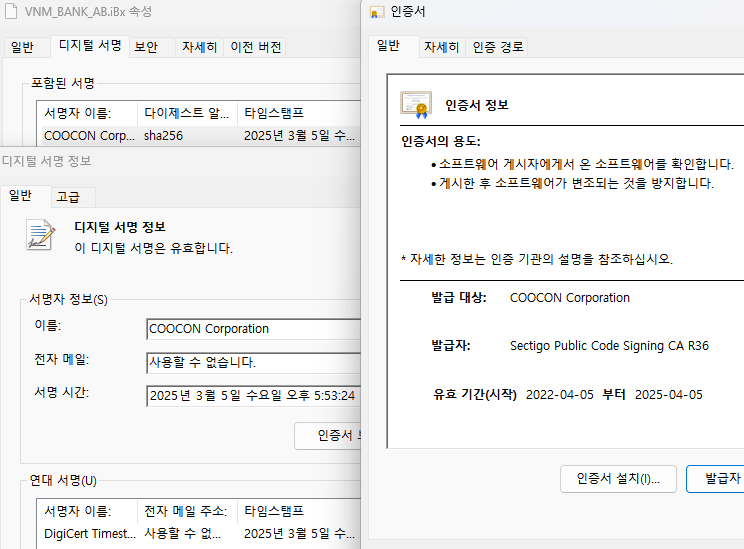 VNM_BANK_AB.iBx 속성
일반 디지털 서명 보안 자세히 이전 버전
포함된 서명
서명자 이름: 다이제스트 알... 타임스탬프
COOCON Corp... sha256 2025년 3월 5일 수...
디지털 서명 정보
일반 고급
디지털 서명 정보
이 디지털 서명은 유효합니다.
서명자 정보(S)
이름: COOCON Corporation
전자 메일: 사용할 수 없습니다.
서명 시간: 2025년 3월 5일 수요일 오후 5:53:24
인증서 보
연대 서명(U)
서명자 이름: 전자 메일 주소: 타임스탬프
DigiCert Timest... 사용할 수 없... 2025년 3월 5일 수...
인증서
일반 자세히 인증 경로
인증서 정보
인증서의 용도:
• 소프트웨어 게시자에게서 온 소프트웨어를 확인합니다.
• 게시한 후 소프트웨어가 변조되는 것을 방지합니다.
* 자세한 정보는 인증 기관의 설명을 참조하십시오.
발급 대상: COOCON Corporation
발급자: Sectigo Public Code Signing CA R36
유효 기간(시작) 2022-04-05 부터 2025-04-05
인증서 설치(I)... 발급자